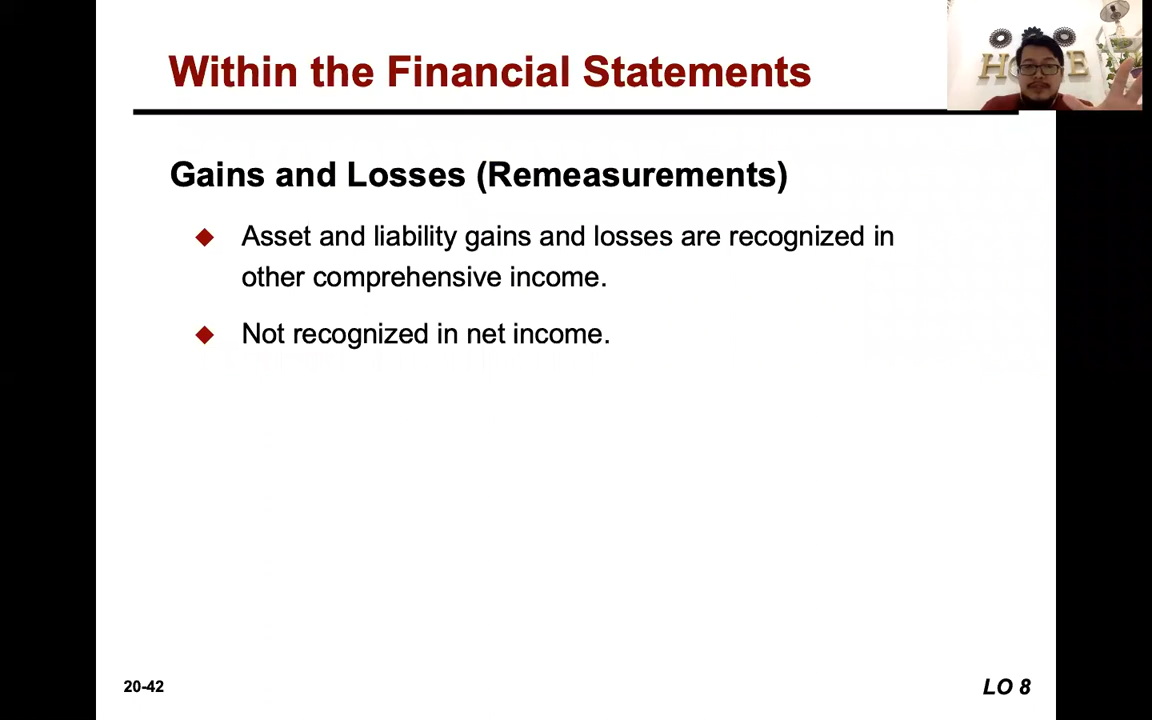 Within the Financial Statements
HOME
Gains and Losses (Remeasurements)
Asset and liability gains and losses are recognized in
other comprehensive income.
Not recognized in net income.
20-42
LO 8